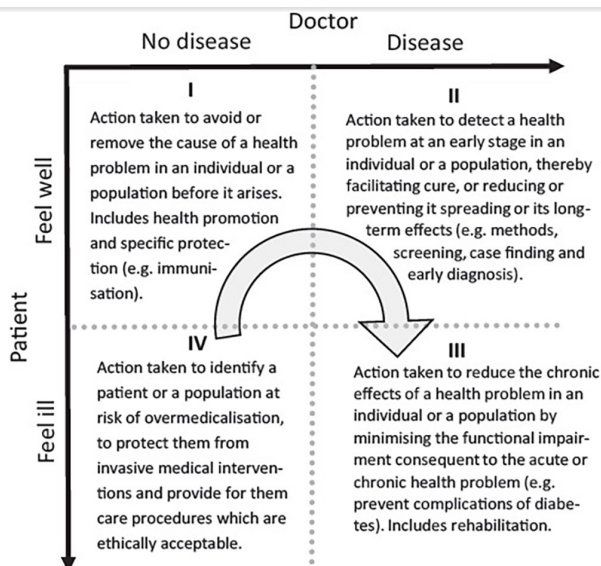 Doctor
No disease
Disease
Patient
Feel well
Feel ill
I
Action taken to avoid or
remove the cause of a health
problem in an individual or a
population before it arises.
Includes health promotion
and specific protec-
tion (e.g. immuni-
sation).
II
Action taken to detect a health
problem at an early stage in an
individual or a population, thereby
facilitating cure, or reducing or
preventing it spreading or its long-
term effects (e.g. methods,
screening, case finding and
early diagnosis).
IV
Action taken to identify a
patient or a population at
risk of overmedicalisation,
to protect them from
invasive medical interven-
tions and provide for them
care procedures which are
ethically acceptable.
III
Action taken to reduce the chronic
effects of a health problem in an
individual or a population by
minimising the functional impair-
ment consequent to the acute or
chronic health problem (e.g.
prevent complications of diabe-
tes). Includes rehabilitation.